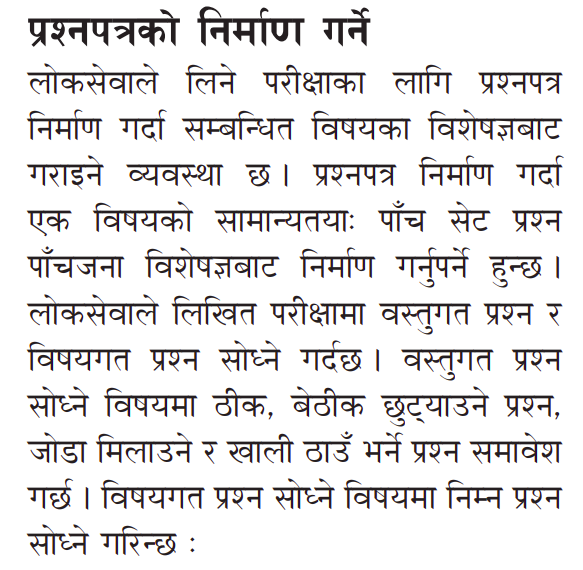 प्रश्नपत्रको निर्माण गर्ने
लोकसेवाले लिने परीक्षाका लागि प्रश्नपत्र
निर्माण गर्दा सम्बन्धित विषयका विशेषज्ञबाट
गराइने व्यवस्था छ । प्रश्नपत्र निर्माण गर्दा
एक विषयको सामान्यतयाः पाँच सेट प्रश्न
पाँचजना विशेषज्ञबाट निर्माण गर्नुपर्ने हुन्छ ।
लोकसेवाले लिखित परीक्षामा वस्तुगत प्रश्न र
विषयगत प्रश्न सोध्ने गर्दछ । वस्तुगत प्रश्न
सोध्ने विषयमा ठीक, बेठीक छुट्याउने प्रश्न,
जोडा मिलाउने र खाली ठाउँ भर्ने प्रश्न समावेश
गर्छ । विषयगत प्रश्न सोध्ने विषयमा निम्न प्रश्न
सोध्ने गरिन्छ :